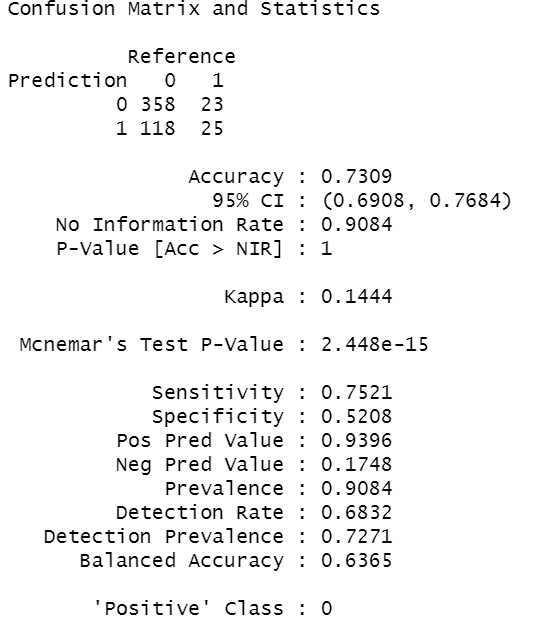 Confusion Matrix and Statistics
Reference
Prediction 0 1
0 358 23
1 118 25
Accuracy : 0.7309
95% CI : (0.6908, 0.7684)
No Information Rate : 0.9084
P-Value [Acc > NIR] : 1
Kappa : 0.1444
Mcnemar's Test P-Value : 2.448e-15
Sensitivity : 0.7521
Specificity : 0.5208
Pos Pred Value : 0.9396
Neg Pred Value : 0.1748
Prevalence : 0.9084
Detection Rate : 0.6832
Detection Prevalence : 0.7271
Balanced Accuracy : 0.6365
'Positive' Class : 0